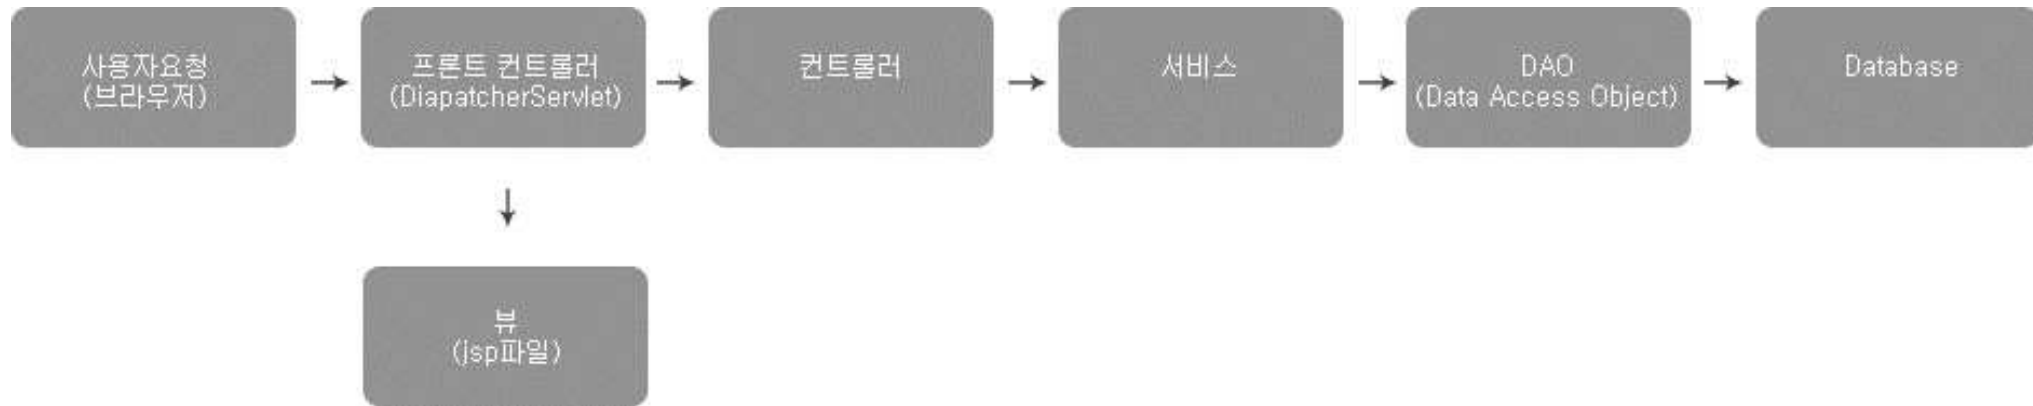 사용자요청
(브라우저)
프론트 컨트롤러
(DiapatcherServlet)
컨트롤러
서비스
DAO
(Data Access Object)
Database
뷰
(jsp파일)